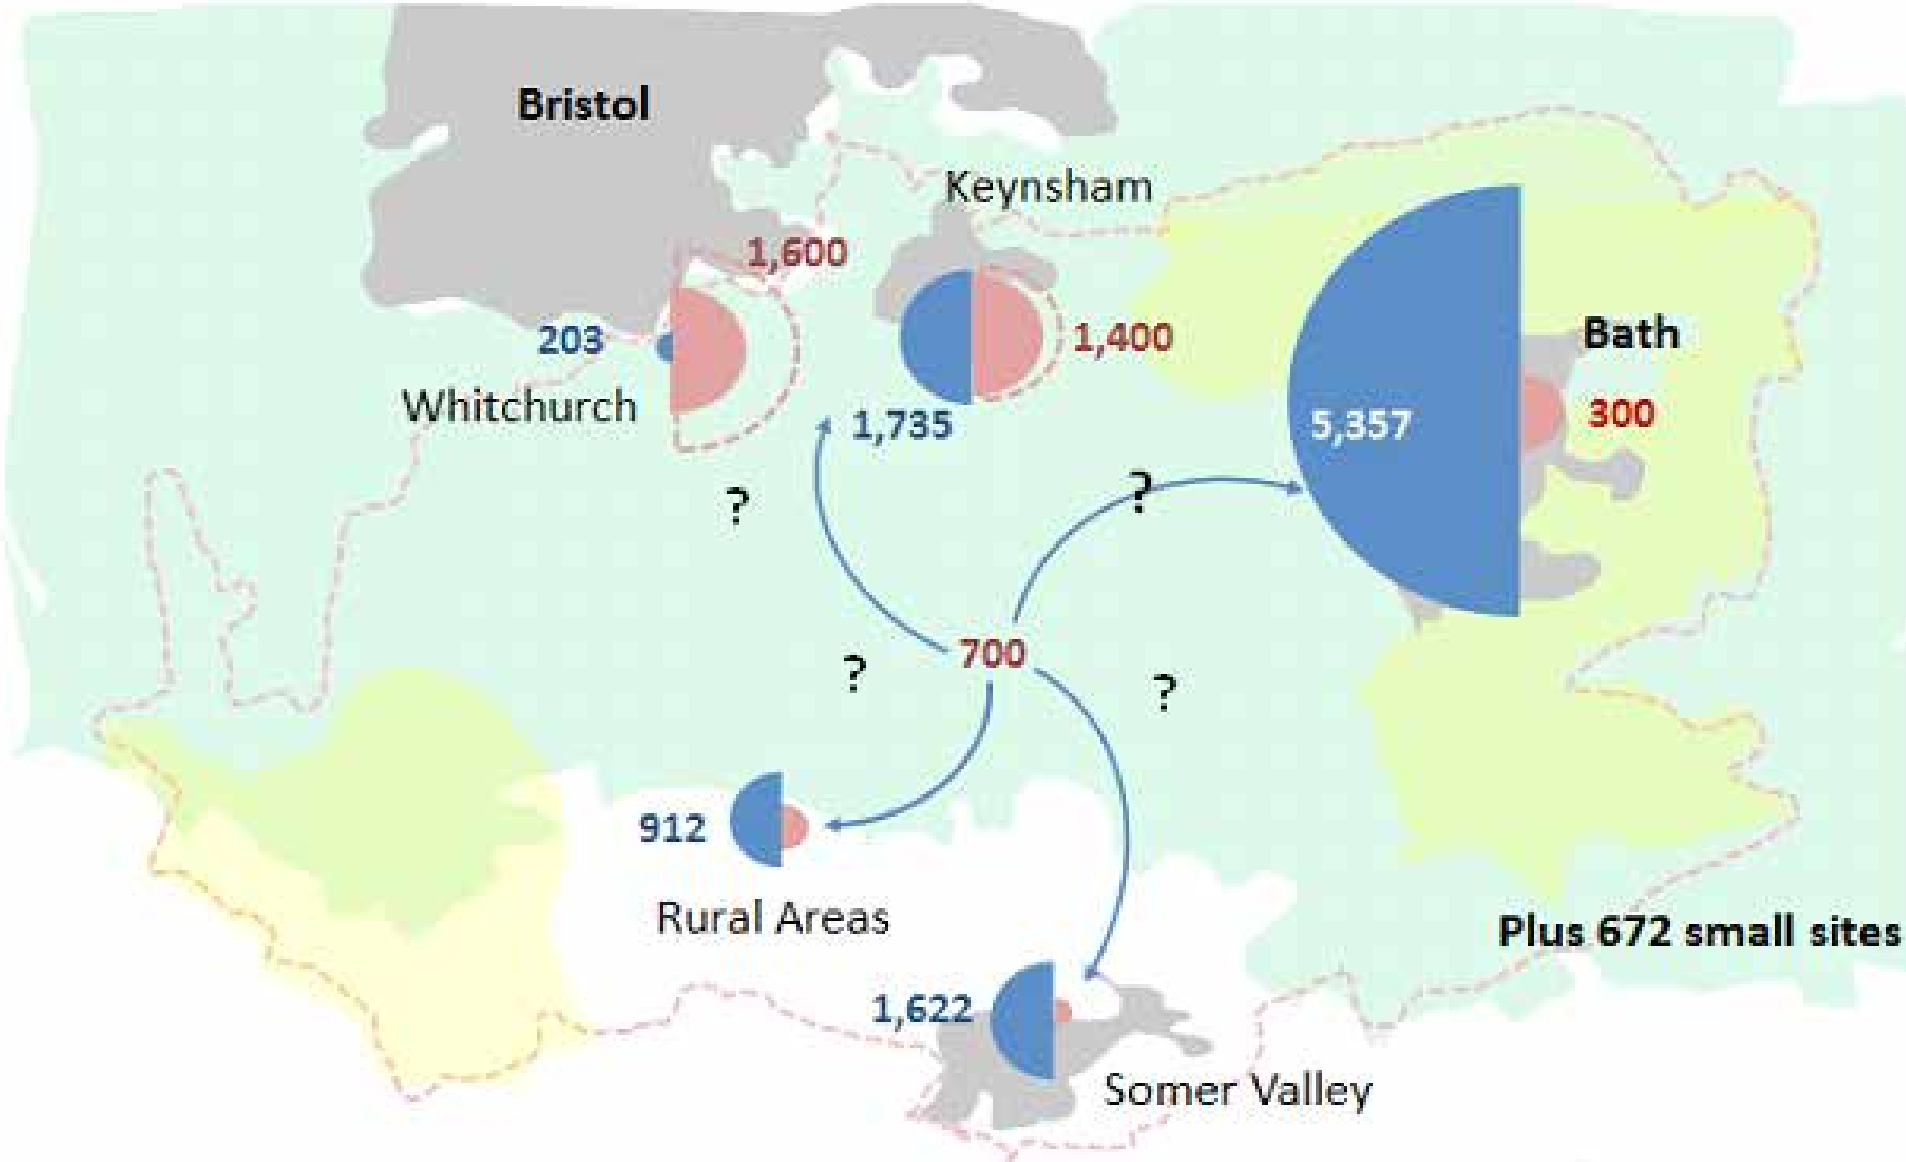 Bristol
Keynsham
1,600
203
1,400
Bath
Whitchurch
5,357
300
1,735
?
?
700
?
?
912
Rural Areas
Plus 672 small sites
1,622
Somer Valley